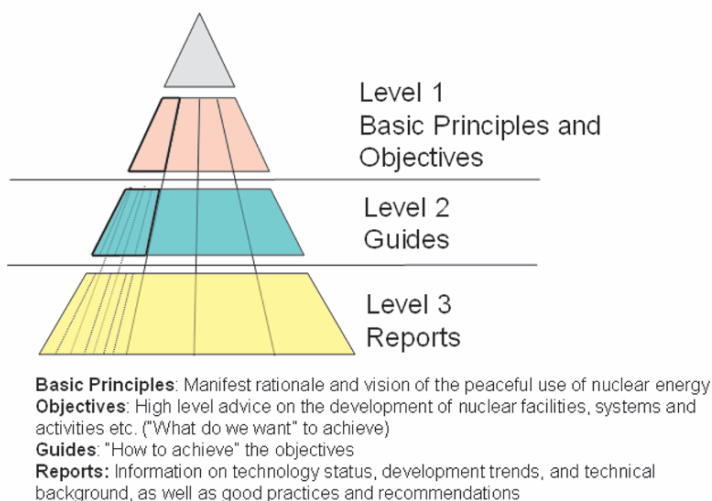 Level 1
Basic Principles and
Objectives
Level 2
Guides
Level 3
Reports
Basic Principles: Manifest rationale and vision of the peaceful use of nuclear energy
Objectives: High level advice on the development of nuclear facilities, systems and
activities etc. ("What do we want" to achieve)
Guides: "How to achieve" the objectives
Reports: Information on technology status, development trends, and technical
background, as well as good practices and recommendations